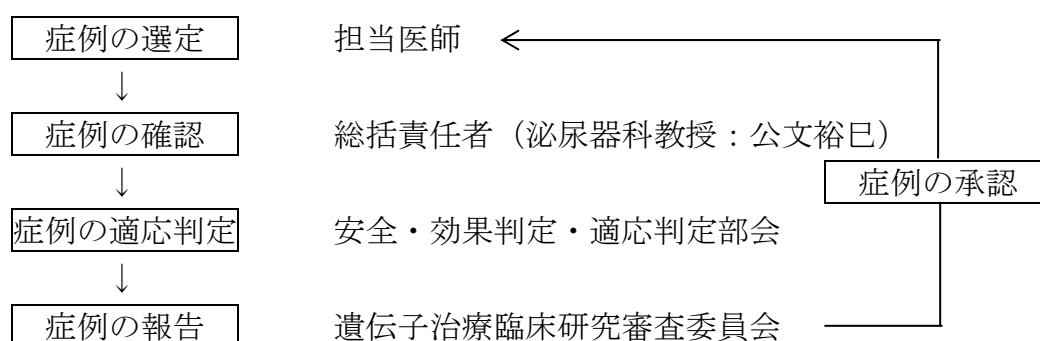 症例の選定 担当医師
↓
症例の確認 総括責任者（泌尿器科教授：公文裕巳）
↓
症例の承認
症例の適応判定 安全・効果判定・適応判定部会
↓
症例の報告 遺伝子治療臨床研究審査委員会